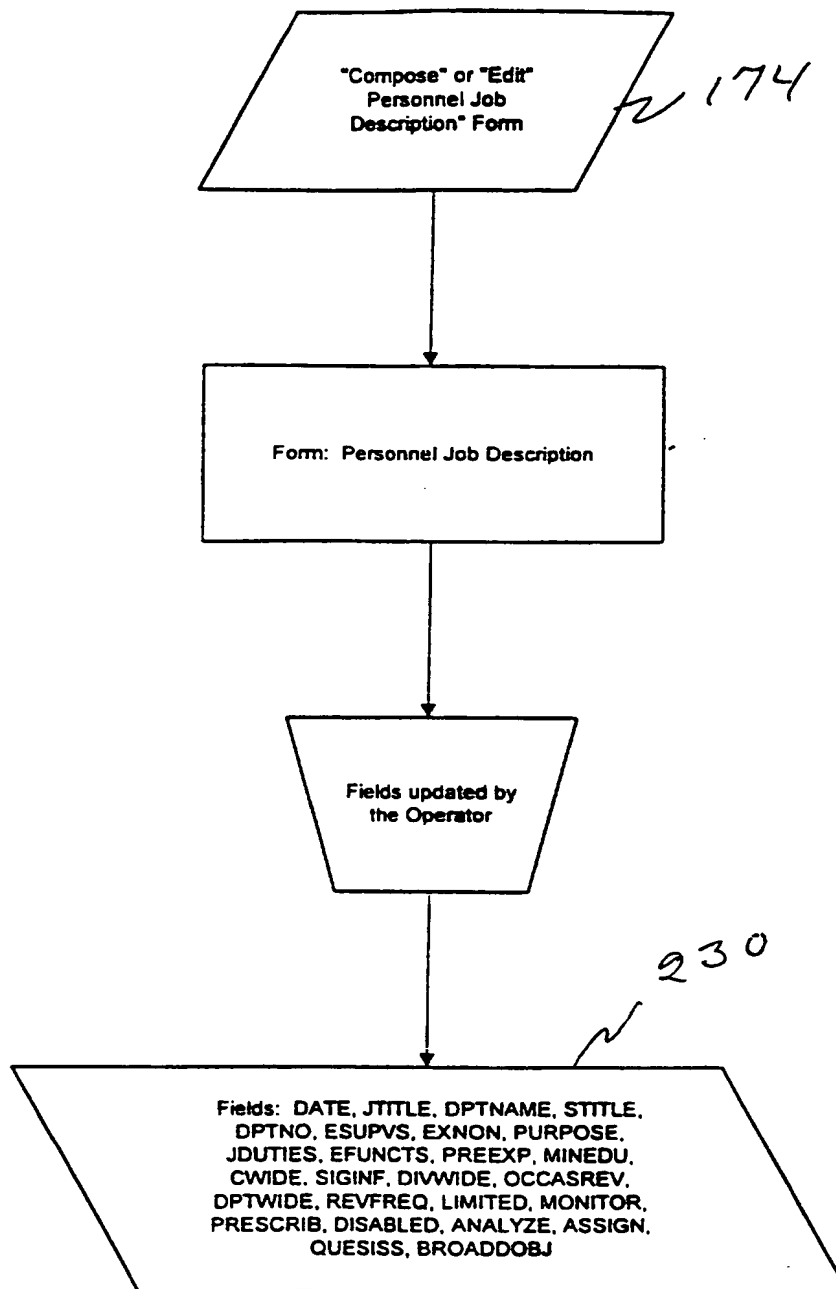 "Compose" or "Edit"
Personnel Job
Description" Form
174
Form: Personnel Job Description
Fields updated by
the Operator
230
Fields: DATE, JTITLE, DPTNAME, STITLE,
DPTNO, ESUPVS, EXNON, PURPOSE,
JDUTIES, EFUNCTS, PREEXP, MINEDU,
CWIDE, SIGINF, DIVWIDE, OCCASREV,
DPTWIDE, REVFREQ, LIMITED, MONITOR,
PRESCRIB, DISABLED, ANALYZE, ASSIGN,
QUESISS, BROADDOBJ